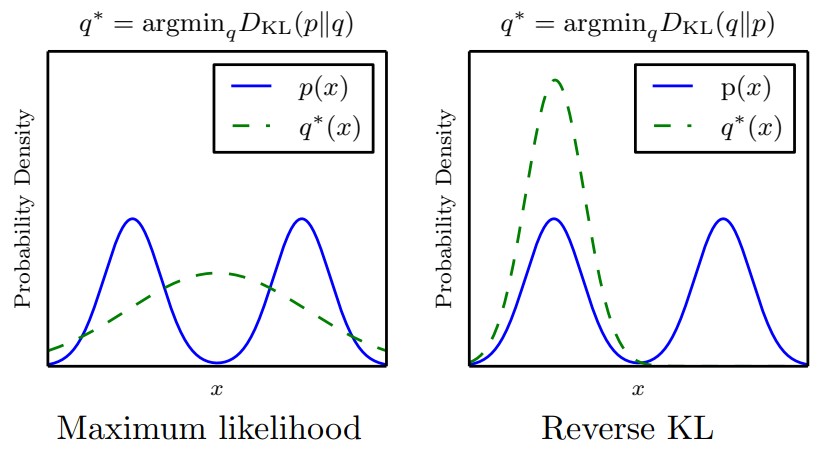 q* = argmin_q D_KL(p‖q)
p(x)
q*(x)
Probability Density
x
Maximum likelihood
q* = argmin_q D_KL(q‖p)
p(x)
q*(x)
Probability Density
x
Reverse KL